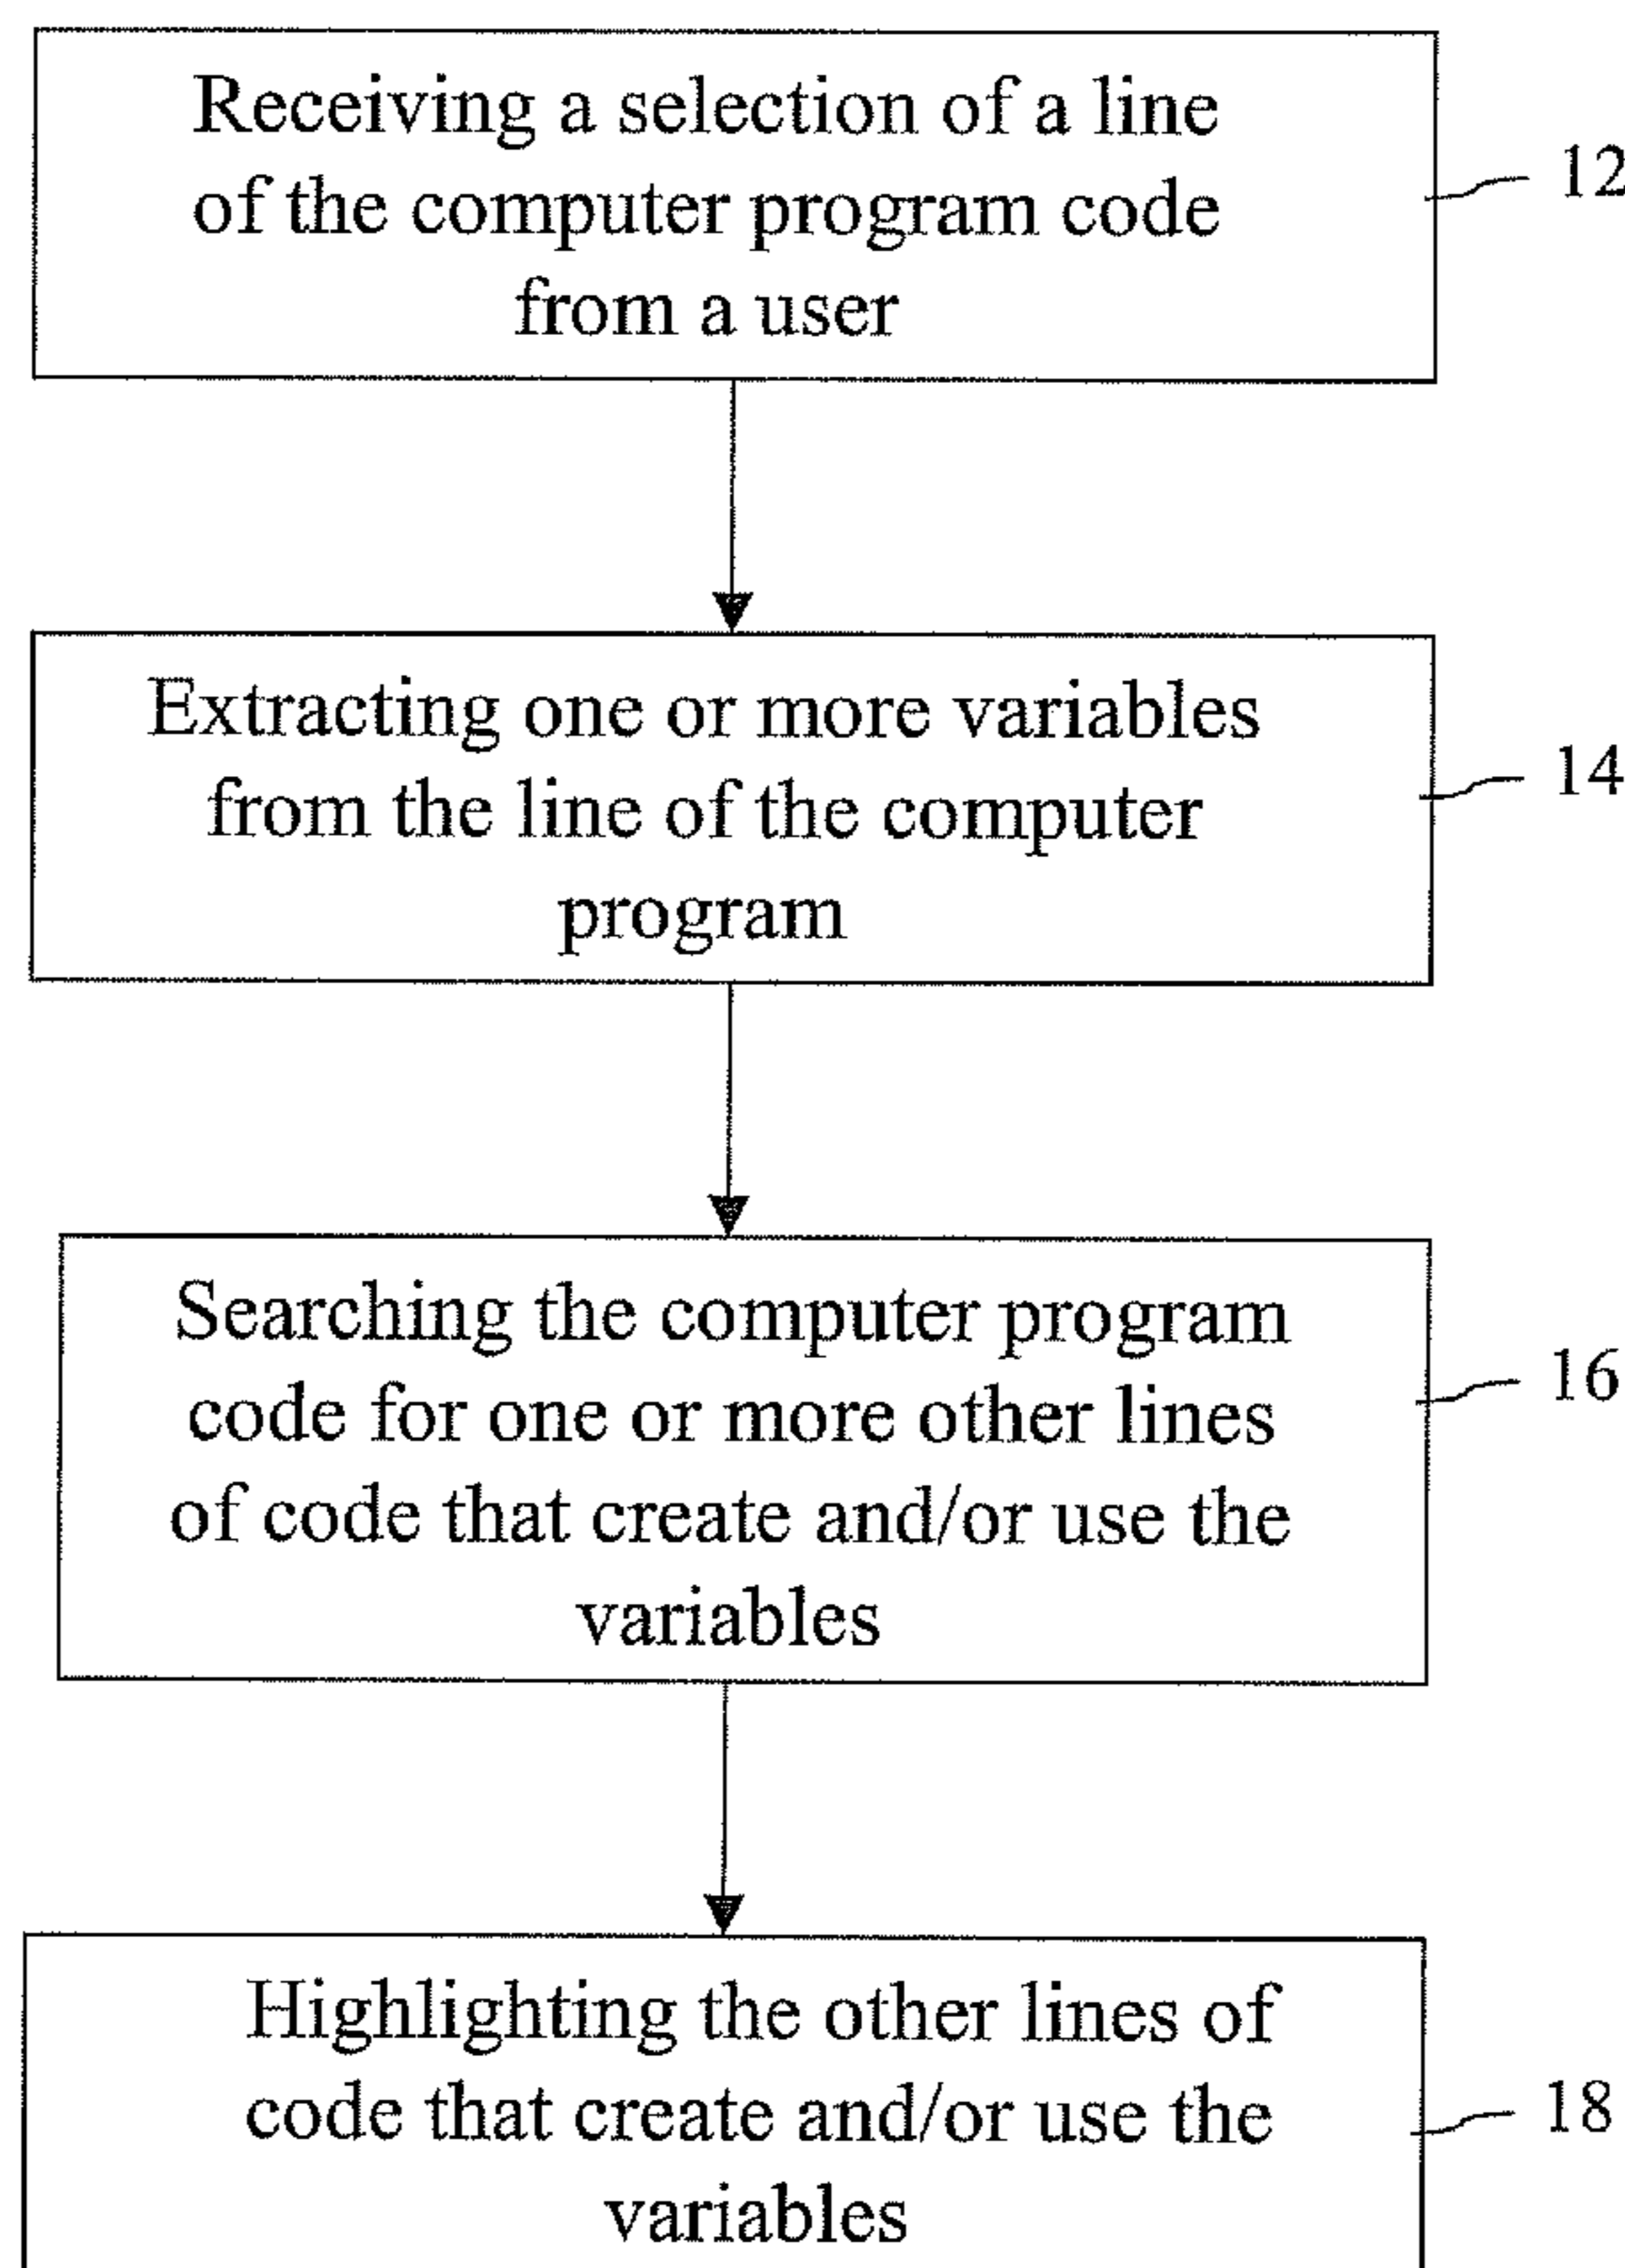 Receiving a selection of a line
of the computer program code
from a user
12
Extracting one or more variables
from the line of the computer
program
14
Searching the computer program
code for one or more other lines
of code that create and/or use the
variables
16
Highlighting the other lines of
code that create and/or use the
variables
18